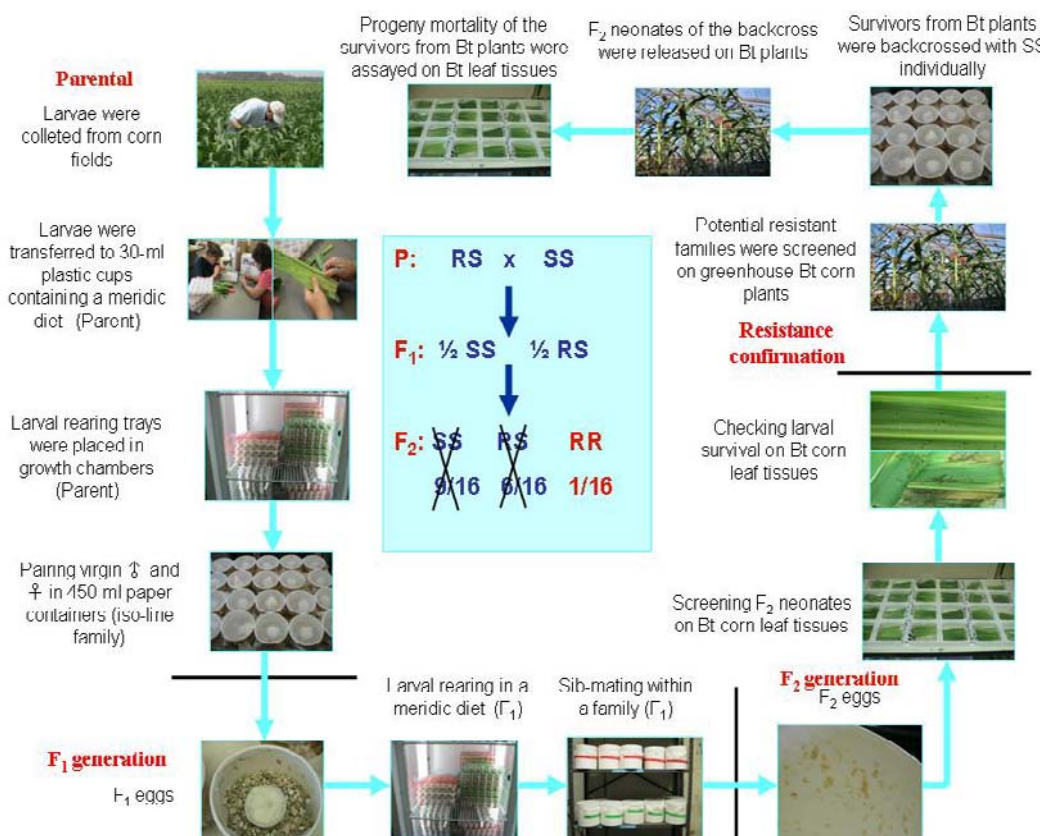 Parental
Larvae were
colleted from corn
fields
Larvae were
transferred to 30-ml
plastic cups
containing a meridic
diet (Parent)
Larval rearing trays
were placed in
growth chambers
(Parent)
Pairing virgin ♂ and
♀ in 450 ml paper
containers (iso-line
family)
F₁ generation
F₁ eggs
Larval rearing in a
meridic diet (F₁)
Sib-mating within
a family (F₁)
F₂ generation
F₂ eggs
Screening F₂ neonates
on Bt corn leaf tissues
Checking larval
survival on Bt corn
leaf tissues
Resistance
confirmation
Potential resistant
families were screened
on greenhouse Bt corn
plants
Survivors from Bt plants
were backcrossed with SS
individually
F₂ neonates of the backcross
were released on Bt plants
Progeny mortality of the
survivors from Bt plants were
assayed on Bt leaf tissues
P: RS x SS
F₁: ½ SS ½ RS
F₂: SS RS RR
9/16 6/16 1/16